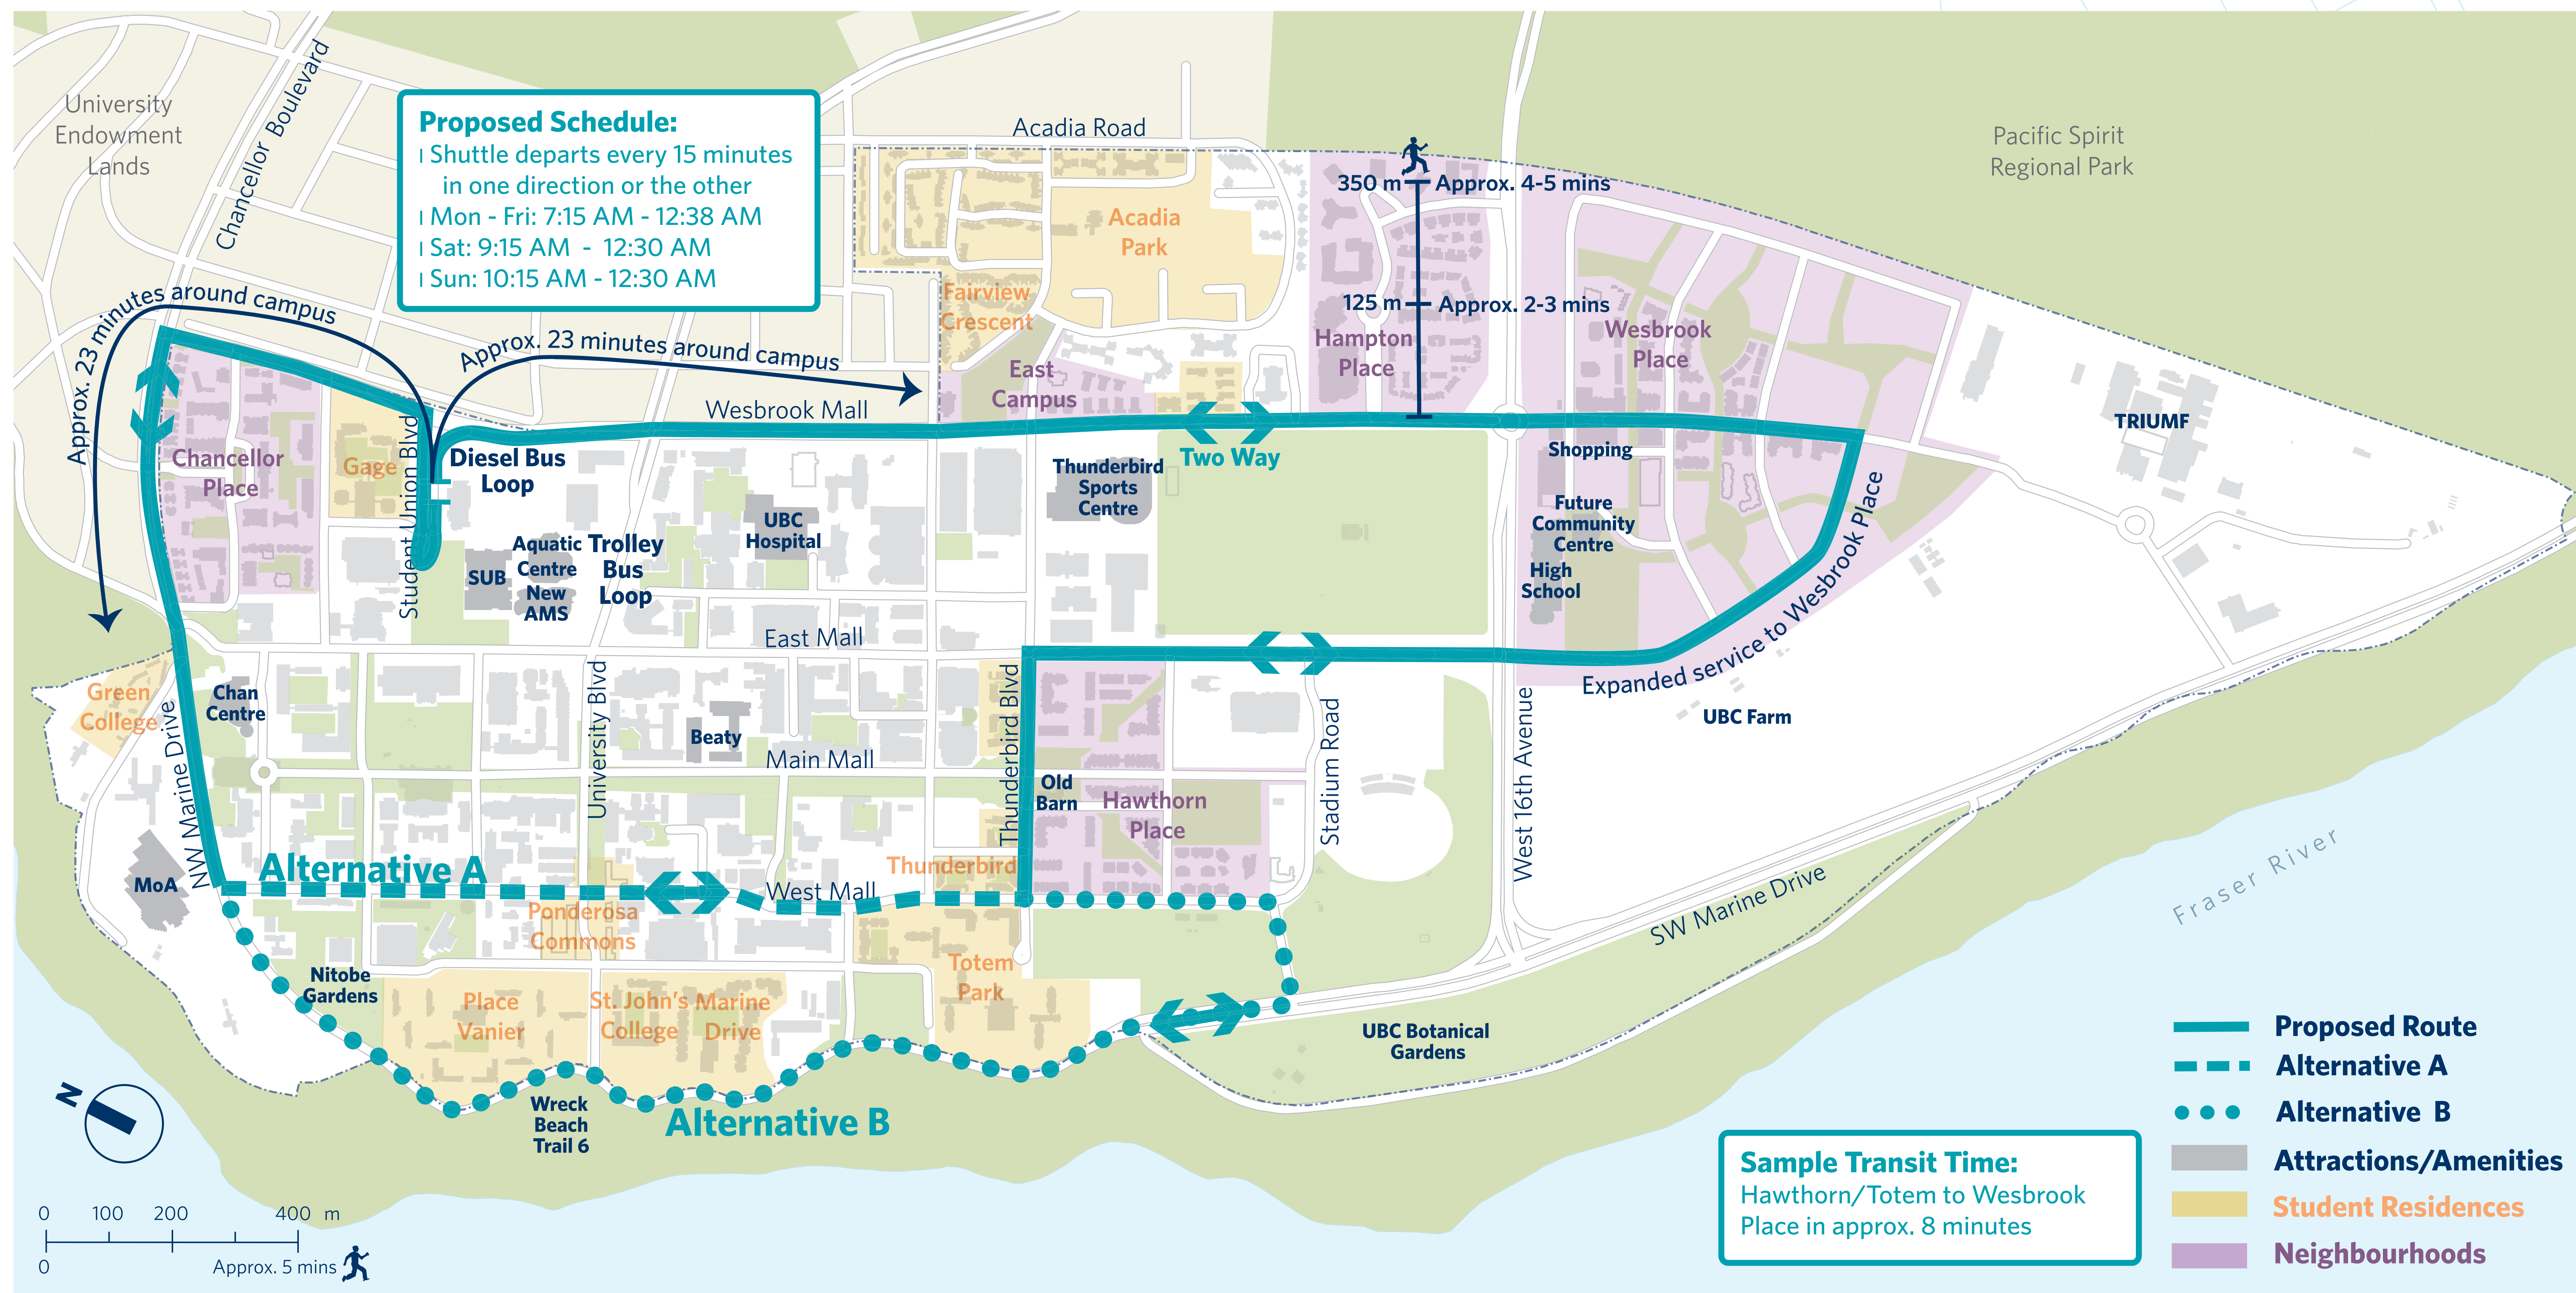 University
Endowment
Lands
Chancellor Boulevard
Proposed Schedule:
I Shuttle departs every 15 minutes
in one direction or the other
I Mon - Fri: 7:15 AM - 12:38 AM
I Sat: 9:15 AM - 12:30 AM
I Sun: 10:15 AM - 12:30 AM
Acadia Road
Acadia
Park
Fairview
Crescent
350 m
Approx. 4-5 mins
125 m
Approx. 2-3 mins
Pacific Spirit
Regional Park
Approx. 23 minutes around campus
Approx. 23 minutes around campus
East
Campus
Hampton
Place
Wesbrook
Place
Wesbrook Mall
Two Way
TRIUMF
Chancellor
Place
Gage
Student Union Blvd
Diesel Bus
Loop
SUB
Aquatic
Centre
New
AMS
Trolley
Bus
Loop
UBC
Hospital
Thunderbird
Sports
Centre
Shopping
Future
Community
Centre
High
School
Expanded service to Wesbrook Place
East Mall
Green
College
Chan
Centre
NW Marine Drive
University Blvd
Beaty
Main Mall
Thunderbird Blvd
Old
Barn
Hawthorn
Place
Stadium Road
West 16th Avenue
UBC Farm
MoA
Alternative A
West Mall
Thunderbird
Ponderosa
Commons
SW Marine Drive
Fraser River
Nitobe
Gardens
Place
Vanier
St. John's
College
Marine
Drive
Totem
Park
UBC Botanical
Gardens
Wreck
Beach
Trail 6
Alternative B
N
0 100 200 400 m
0 Approx. 5 mins
Sample Transit Time:
Hawthorn/Totem to Wesbrook
Place in approx. 8 minutes
Proposed Route
Alternative A
Alternative B
Attractions/Amenities
Student Residences
Neighbourhoods